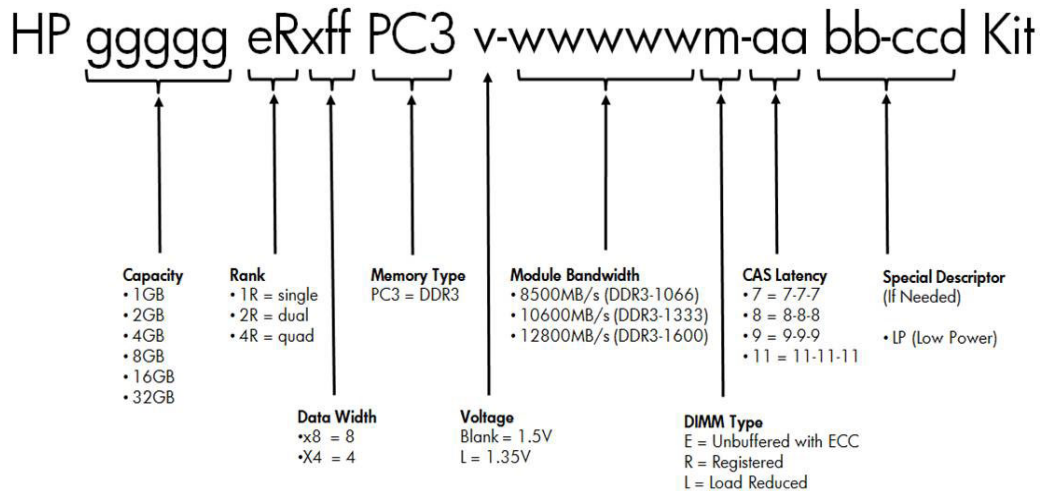 HP ggggg eRxff PC3 v-wwwwwm-aa bb-ccd Kit
Capacity
• 1GB
• 2GB
• 4GB
• 8GB
• 16GB
• 32GB
Rank
• 1R = single
• 2R = dual
• 4R = quad
Memory Type
PC3 = DDR3
Module Bandwidth
• 8500MB/s (DDR3-1066)
• 10600MB/s (DDR3-1333)
• 12800MB/s (DDR3-1600)
CAS Latency
• 7 = 7-7-7
• 8 = 8-8-8
• 9 = 9-9-9
• 11 = 11-11-11
Special Descriptor
(If Needed)
• LP (Low Power)
Data Width
•x8 = 8
•X4 = 4
Voltage
Blank = 1.5V
L = 1.35V
DIMM Type
E = Unbuffered with ECC
R = Registered
L = Load Reduced